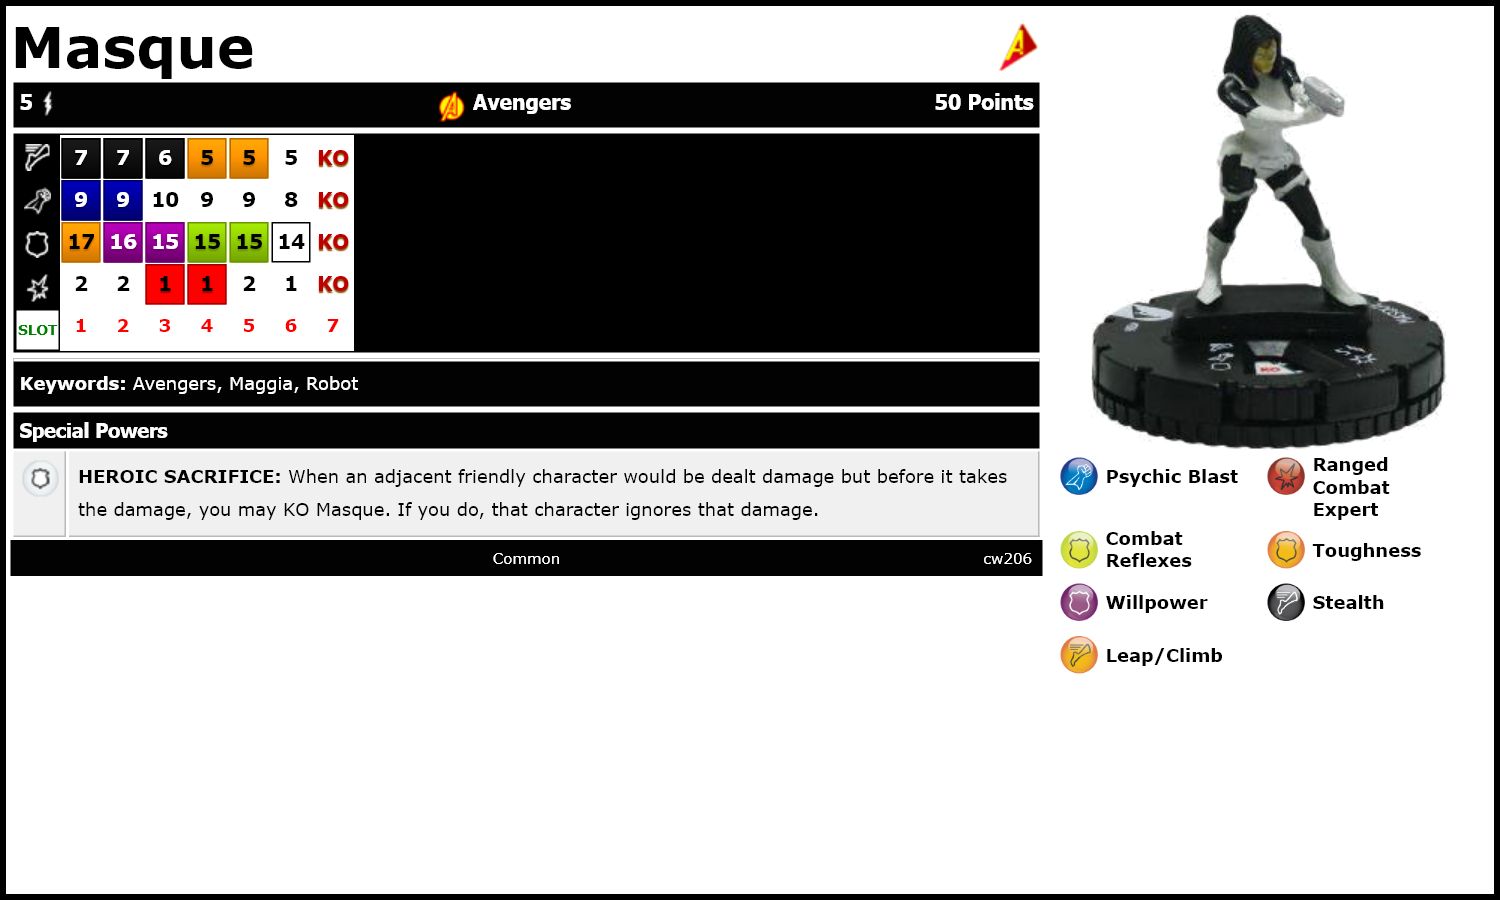 Masque
5 Avengers 50 Points
7 7 6 5 5 5 KO
9 9 10 9 9 8 KO
17 16 15 15 15 14 KO
2 2 1 1 2 1 KO
SLOT 1 2 3 4 5 6 7
Keywords: Avengers, Maggia, Robot
Special Powers
HEROIC SACRIFICE: When an adjacent friendly character would be dealt damage but before it takes
the damage, you may KO Masque. If you do, that character ignores that damage.
Common cw206
MASQUE
KO
Psychic Blast
Ranged
Combat
Expert
Combat
Reflexes
Toughness
Willpower
Stealth
Leap/Climb